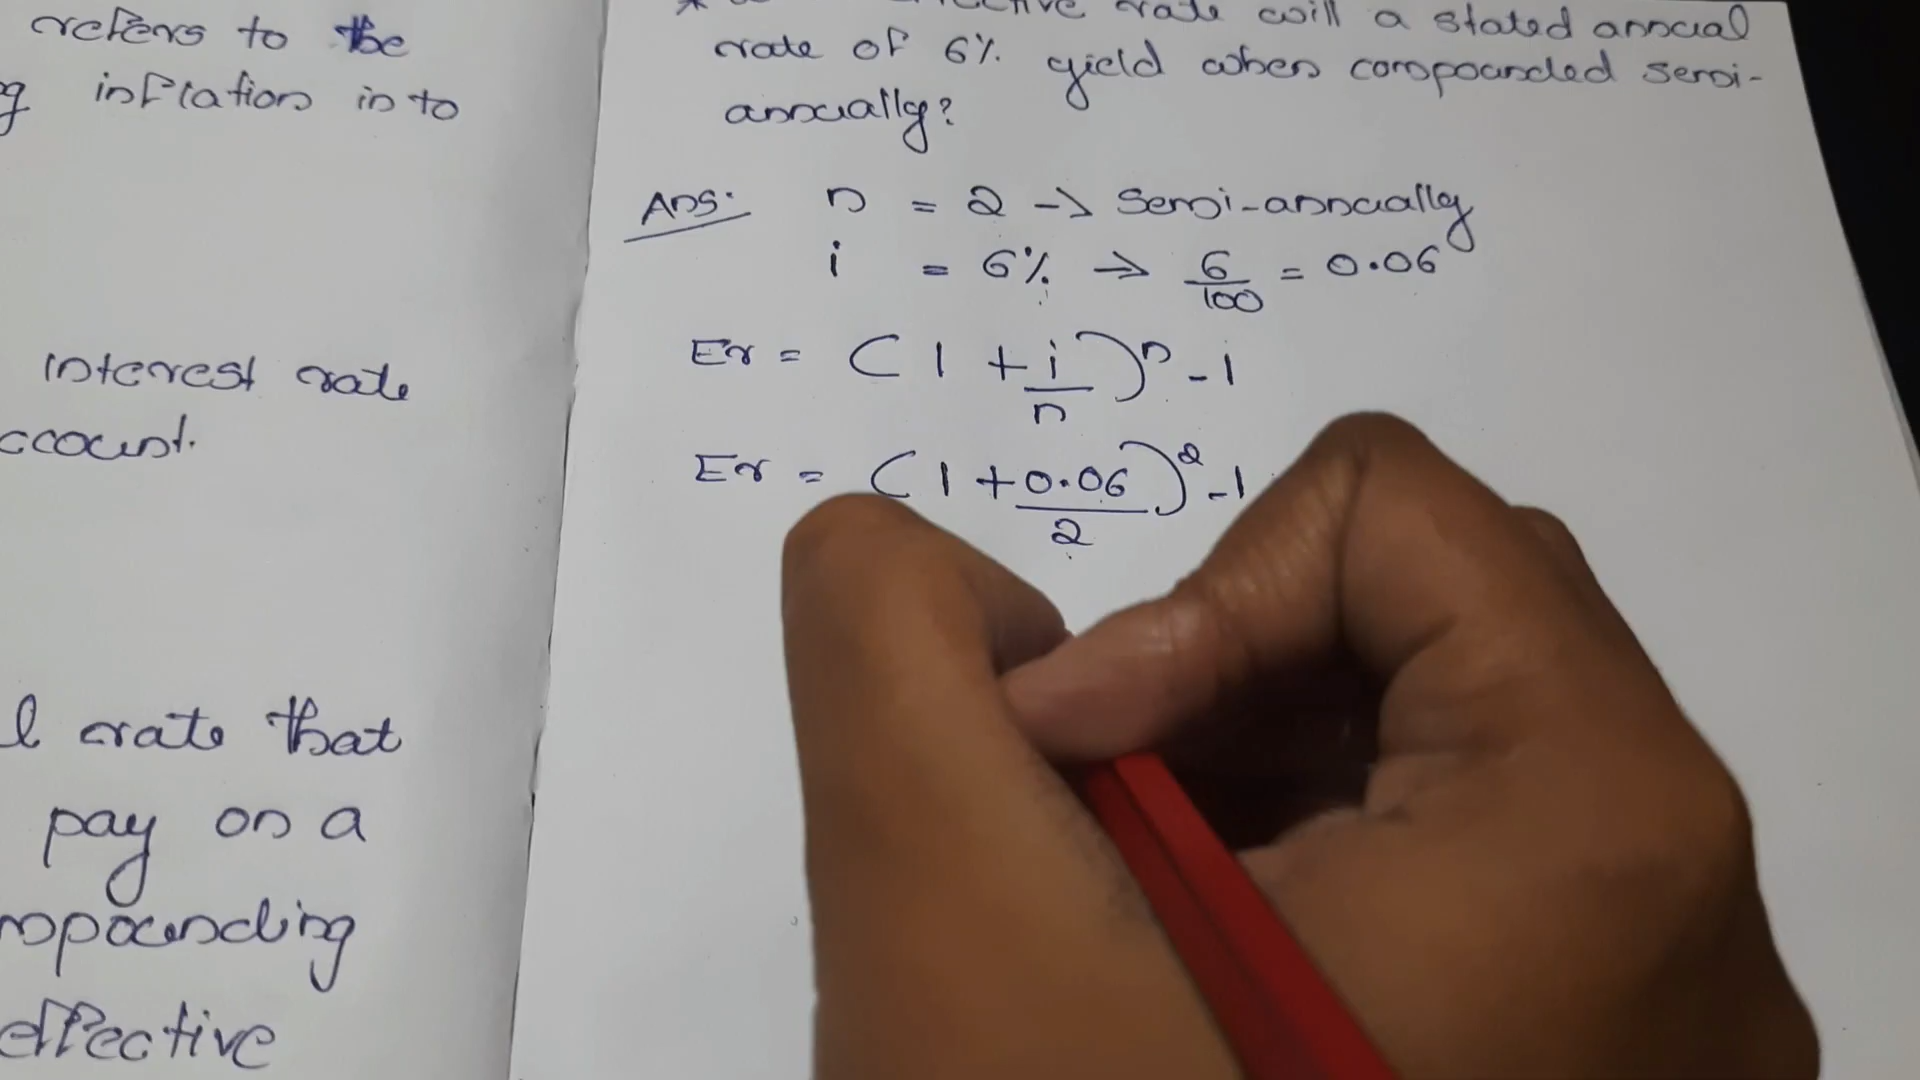 refers to the
inflation in to
interest rate
ccount.
l rate that
pay on a
mpounding
effective
rate will a stated annual
rate of 6% yield when compounded semi-
annually?
Ans: n = 2 → semi-annually
i = 6% → 6/100 = 0.06
Er = (1 + i/n)^n - 1
Er = (1 + 0.06/2)^2 - 1